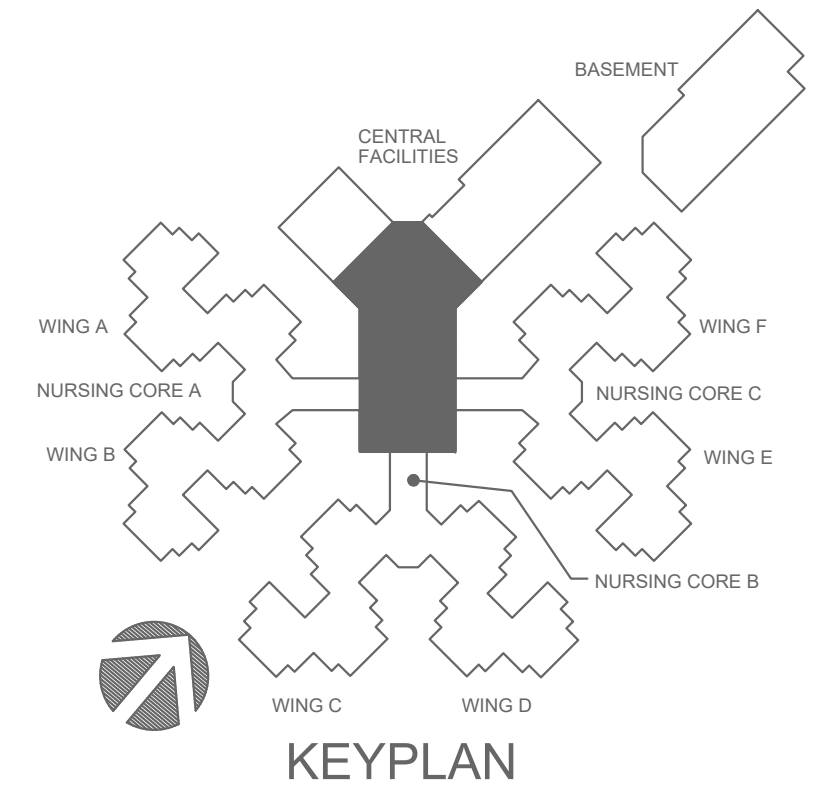 BASEMENT
CENTRAL
FACILITIES
WING A
WING F
NURSING CORE A
NURSING CORE C
WING B
WING E
NURSING CORE B
WING C
WING D
KEYPLAN